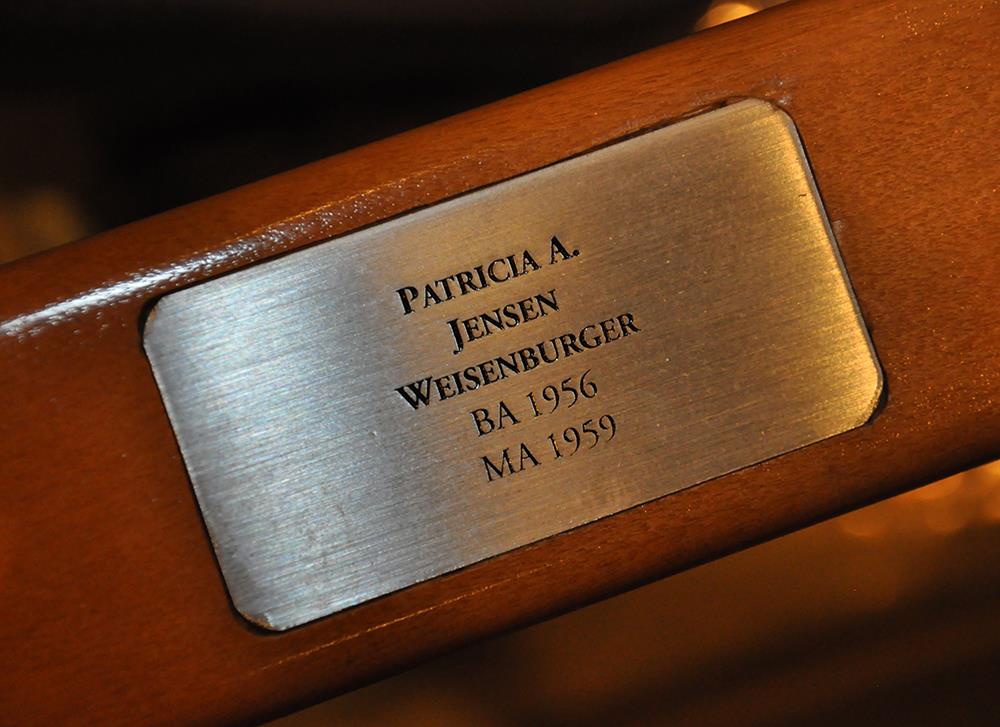 PATRICIA A.
JENSEN
WEISENBURGER
BA 1956
MA 1959